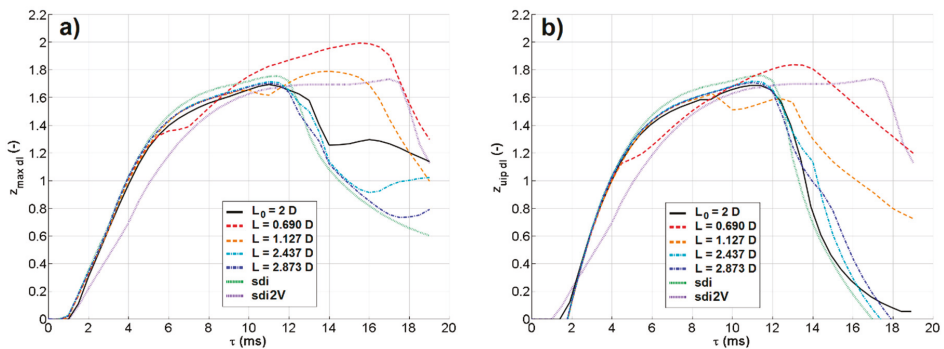 a)
z max dl (-)
2.2
2
1.8
1.6
1.4
1.2
1
0.8
0.6
0.4
0.2
0
L₀ = 2 D
L = 0.690 D
L = 1.127 D
L = 2.437 D
L = 2.873 D
sdi
sdi2V
0 2 4 6 8 10 12 14 16 18 20
τ (ms)
b)
z uip dl (-)
2.2
2
1.8
1.6
1.4
1.2
1
0.8
0.6
0.4
0.2
0
L₀ = 2 D
L = 0.690 D
L = 1.127 D
L = 2.437 D
L = 2.873 D
sdi
sdi2V
0 2 4 6 8 10 12 14 16 18 20
τ (ms)